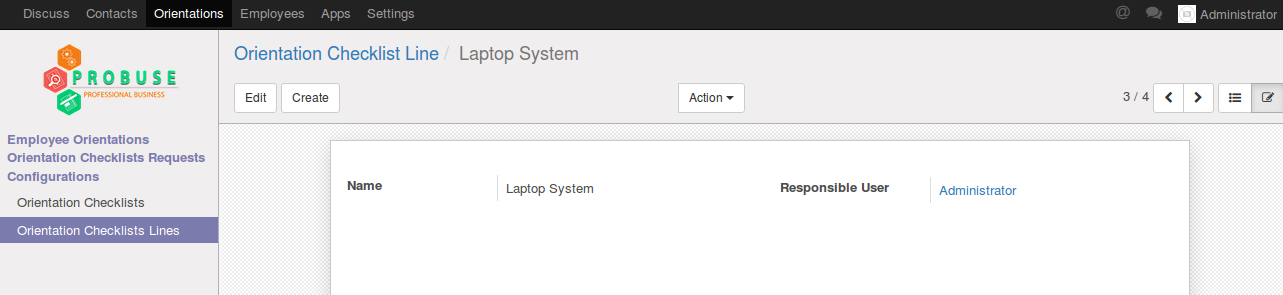 Discuss Contacts Orientations Employees Apps Settings @ Administrator
PROBUSE
PROFESSIONAL BUSINESS
Orientation Checklist Line / Laptop System
Edit Create Action 3 / 4
Employee Orientations
Orientation Checklists Requests
Configurations
Orientation Checklists
Orientation Checklists Lines
Name Laptop System Responsible User Administrator